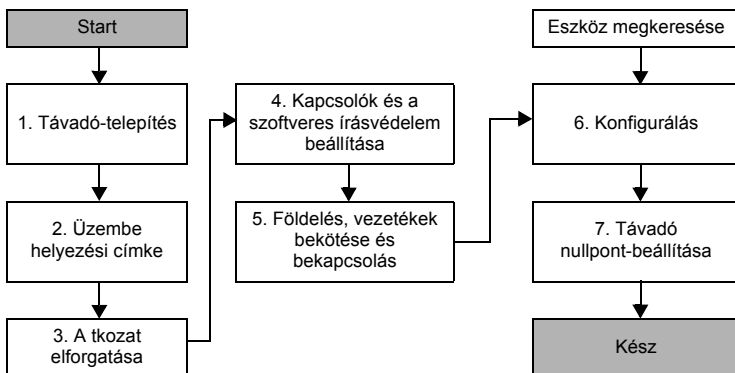 Start
1. Távadó-telepítés
2. Üzembe
helyezési címke
3. A tkozat
elforgatása
4. Kapcsolók és a
szoftveres írásvédelem
beállítása
5. Földelés, vezetékek
bekötése és
bekapcsolás
Eszköz megkeresése
6. Konfigurálás
7. Távadó
nullpont-beállítása
Kész